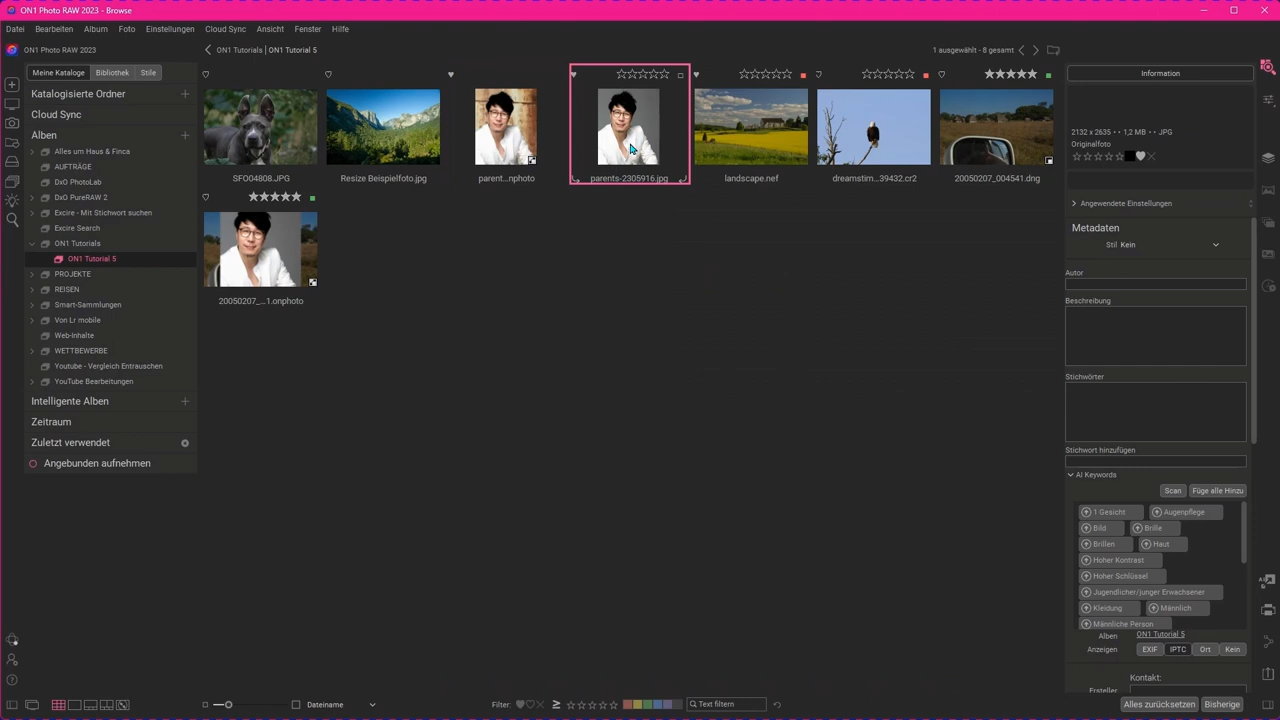 ON1 Photo RAW 2023 - Browse
Datei Bearbeiten Album Foto Einstellungen Cloud Sync Ansicht Fenster Hilfe
ON1 Photo RAW 2023
ON1 Tutorials | ON1 Tutorial 5
1 ausgewählt - 8 gesamt
Meine Kataloge Bibliothek Stile
Katalogisierte Ordner
Cloud Sync
Alben
Alles um Haus & Finca
AUFTRÄGE
DxO PhotoLab
DxO PureRAW 2
Excire - Mit Stichwort suchen
Excire Search
ON1 Tutorials
ON1 Tutorial 5
PROJEKTE
REISEN
Smart-Sammlungen
Von Lr mobile
Web-Inhalte
WETTBEWERBE
Youtube - Vergleich Entrauschen
YouTube Bearbeitungen
Intelligente Alben
Zeitraum
Zuletzt verwendet
Angebunden aufnehmen
SFO04808.JPG
Resize Beispielfoto.jpg
parent...nphoto
parents-2305916.jpg
landscape.nef
dreamstim...39432.cr2
20050207_004541.dng
20050207_...1.onphoto
Information
2132 x 2635 •• 1,2 MB •• JPG
Originalfoto
Angewendete Einstellungen
Metadaten
Stil Kein
Autor
Beschreibung
Stichwörter
Stichwort hinzufügen
AI Keywords
Scan Füge alle Hinzu
1 Gesicht Augenpflege
Bild Brille
Brillen Haut
Hoher Kontrast
Hoher Schlüssel
Jugendlicher/junger Erwachsener
Kleidung Männlich
Männliche Person
Alben ON1 Tutorial 5
Anzeigen EXIF IPTC Ort Kein
Kontakt:
Ersteller
Dateiname
Filter:
Text filtern
Alles zurücksetzen Bisherige